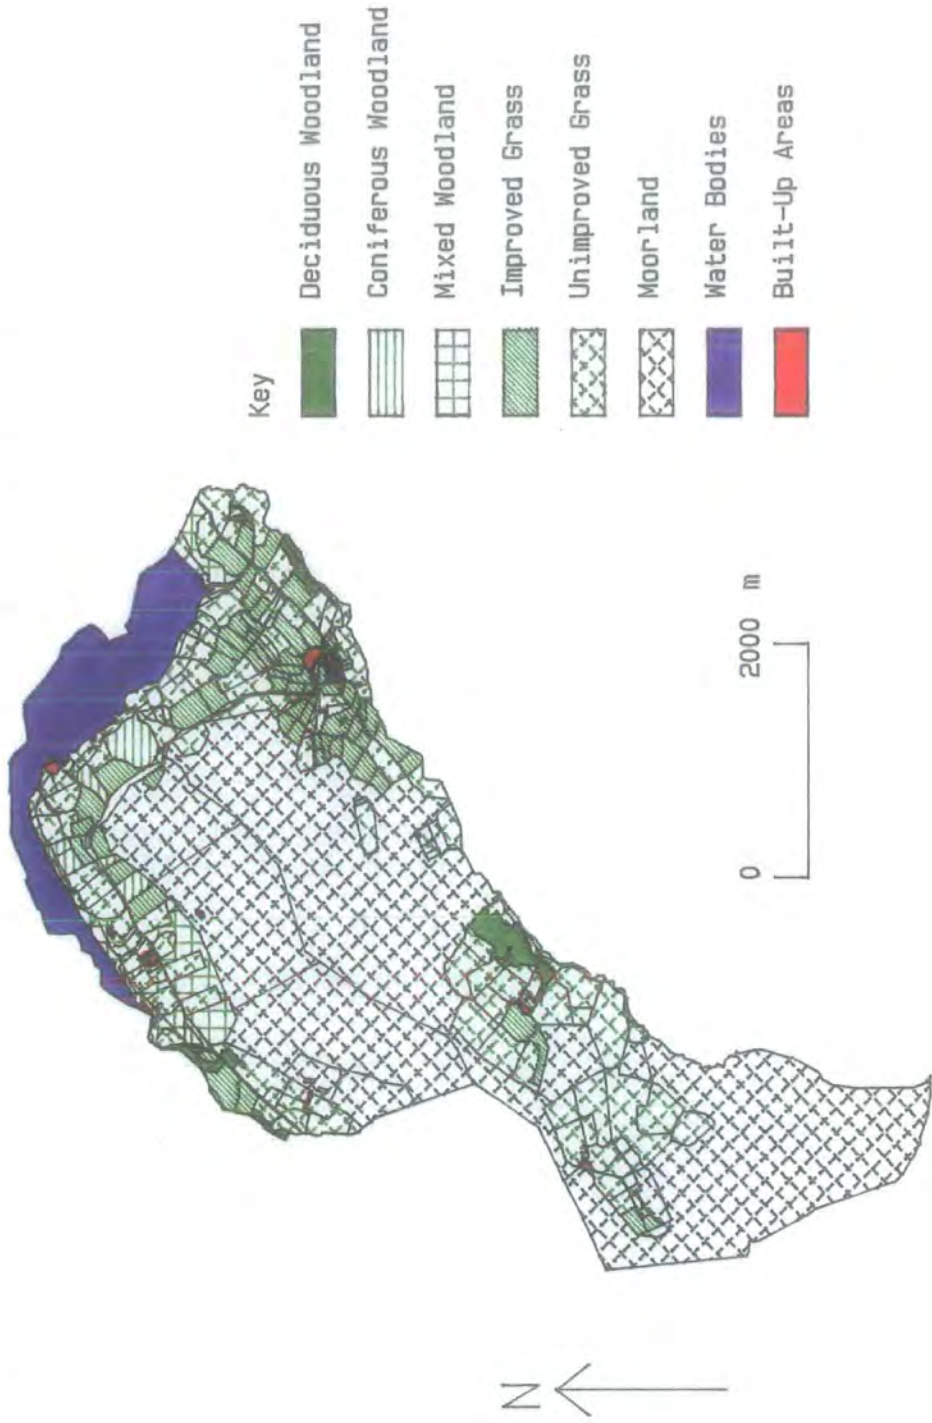 Key
Deciduous Woodland
Coniferous Woodland
Mixed Woodland
Improved Grass
Unimproved Grass
Moorland
Water Bodies
Built-Up Areas
0 2000 m
N